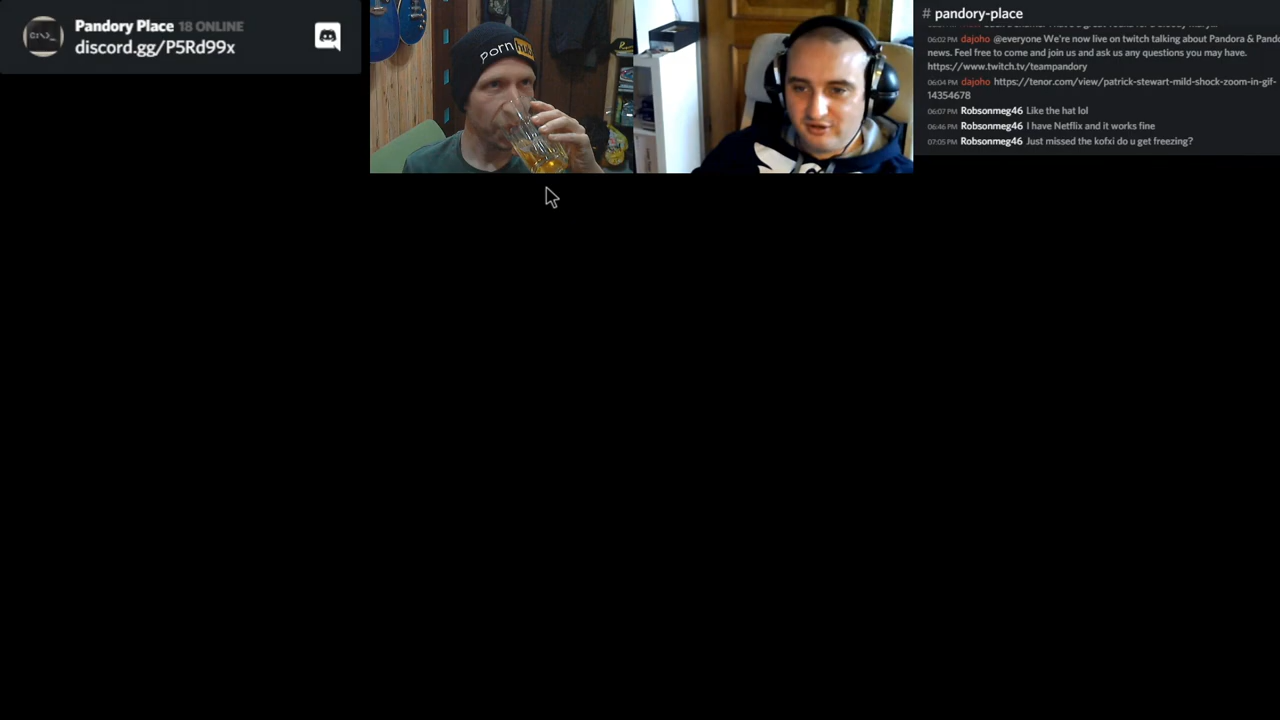 Pandory Place 18 ONLINE
discord.gg/P5Rd99x
Porn hub
# pandory-place
06:02 PM dajoho @everyone We're now live on twitch talking about Pandora & Pand
news. Feel free to come and join us and ask us any questions you may have.
https://www.twitch.tv/teampandory
06:04 PM dajoho https://tenor.com/view/patrick-stewart-mild-shock-zoom-in-gif-
14354678
06:07 PM Robsonmeg46 Like the hat lol
06:46 PM Robsonmeg46 I have Netflix and it works fine
07:05 PM Robsonmeg46 Just missed the kofxi do u get freezing?